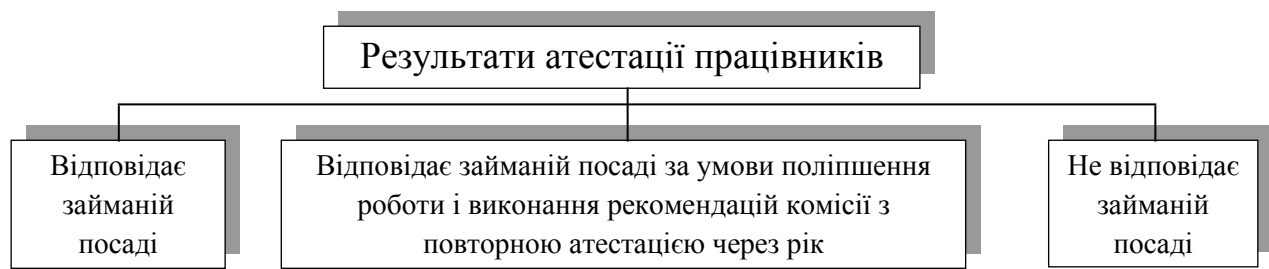 Результати атестації працівників
Відповідає
займаній
посаді
Відповідає займаній посаді за умови поліпшення
роботи і виконання рекомендацій комісії з
повторною атестацією через рік
Не відповідає
займаній
посаді